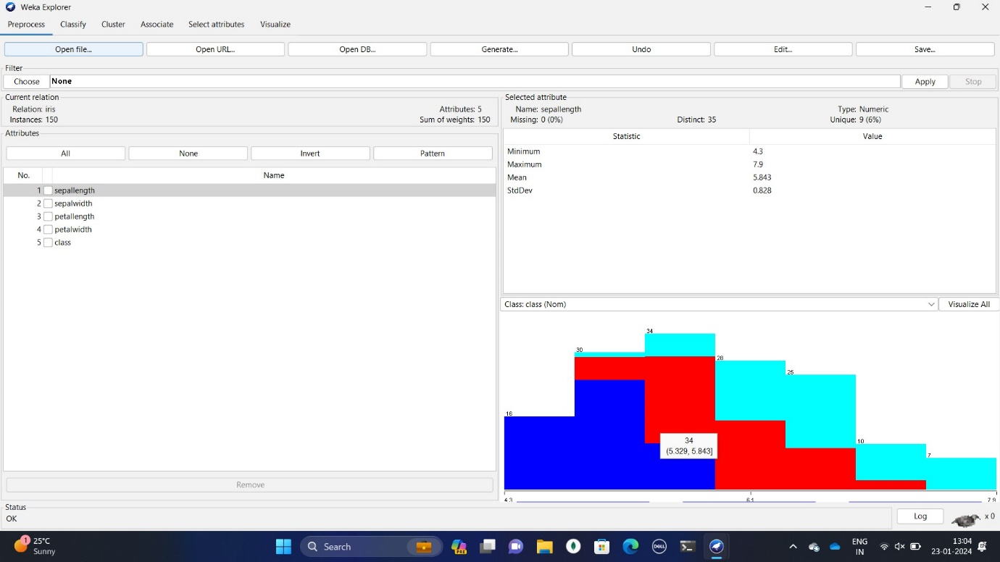 Weka Explorer
Preprocess Classify Cluster Associate Select attributes Visualize
Open file... Open URL... Open DB... Generate... Undo Edit... Save...
Filter
Choose None Apply Stop
Current relation
Relation: iris Attributes: 5
Instances: 150 Sum of weights: 150
Attributes
All None Invert Pattern
No. Name
1 sepallength
2 sepalwidth
3 petallength
4 petalwidth
5 class
Remove
Selected attribute
Name: sepallength Type: Numeric
Missing: 0 (0%) Distinct: 35 Unique: 9 (6%)
Statistic Value
Minimum 4.3
Maximum 7.9
Mean 5.843
StdDev 0.828
Class: class (Nom) Visualize All
34
30
28
25
16
10
7
34
(5.329, 5.843]
4.3 6.1 7.9
Status
OK Log x 0
1 25°C
Sunny
Search
PRE
DELL
ENG
IN
13:04
23-01-2024